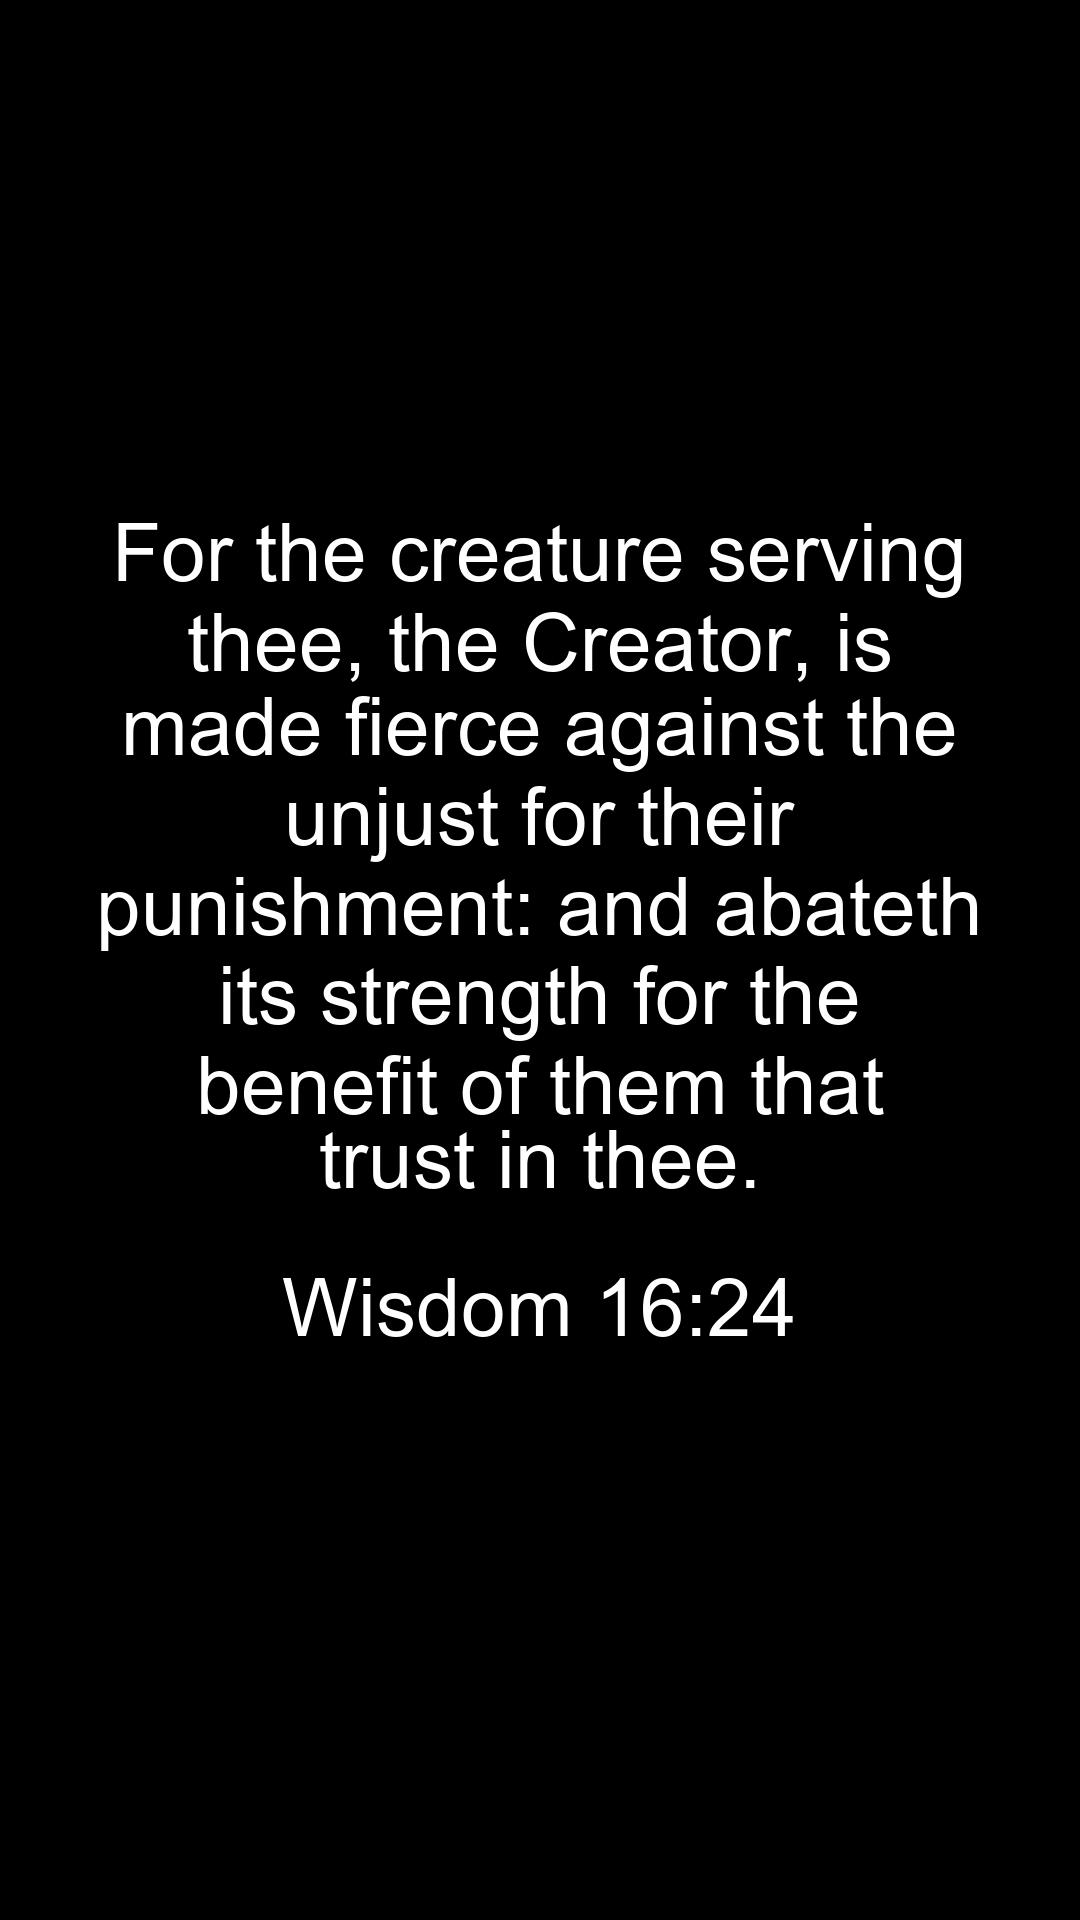 For the creature serving
thee, the Creator, is
made fierce against the
unjust for their
punishment: and abateth
its strength for the
benefit of them that
trust in thee.
Wisdom 16:24